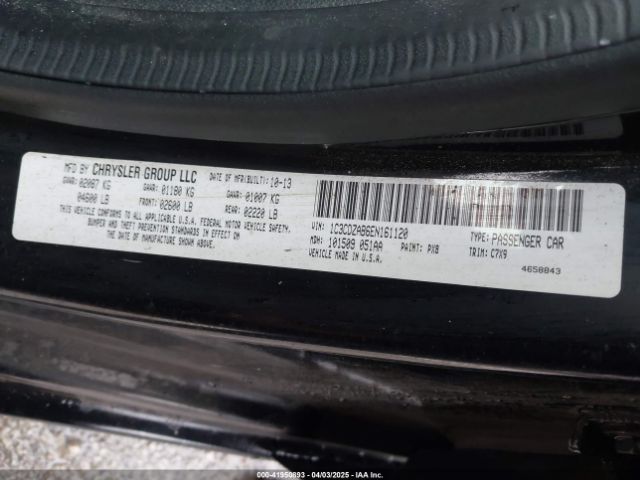 MFD BY CHRYSLER GROUP LLC DATE OF MFR(BUILT): 10-13
GVWR: 02087 KG GAWR: 01180 KG GAWR: 01007 KG
04600 LB FRONT: 02600 LB REAR: 02220 LB
THIS VEHICLE CONFORMS TO ALL APPLICABLE U.S.A. FEDERAL MOTOR VEHICLE SAFETY,
BUMPER AND THEFT PREVENTION STANDARDS IN EFFECT ON THE
DATE OF MANUFACTURE SHOWN ABOVE.
VIN: 1C3CDZAB6EN161120 TYPE: PASSENGER CAR
MDH: 101509 051AA PAINT: PX8 TRIM: C7X9
VEHICLE MADE IN U.S.A. 4658843
000-41950893 - 04/03/2025 - IAAI.COM